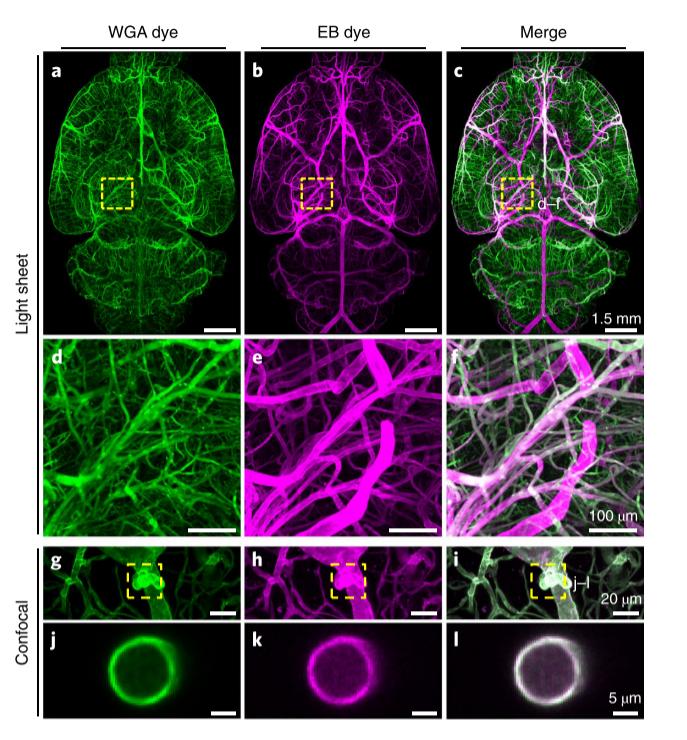 WGA dye EB dye Merge
Light sheet
a b c
d–f
1.5 mm
d e f
100 μm
Confocal
g h i
j–l
20 μm
j k l
5 μm